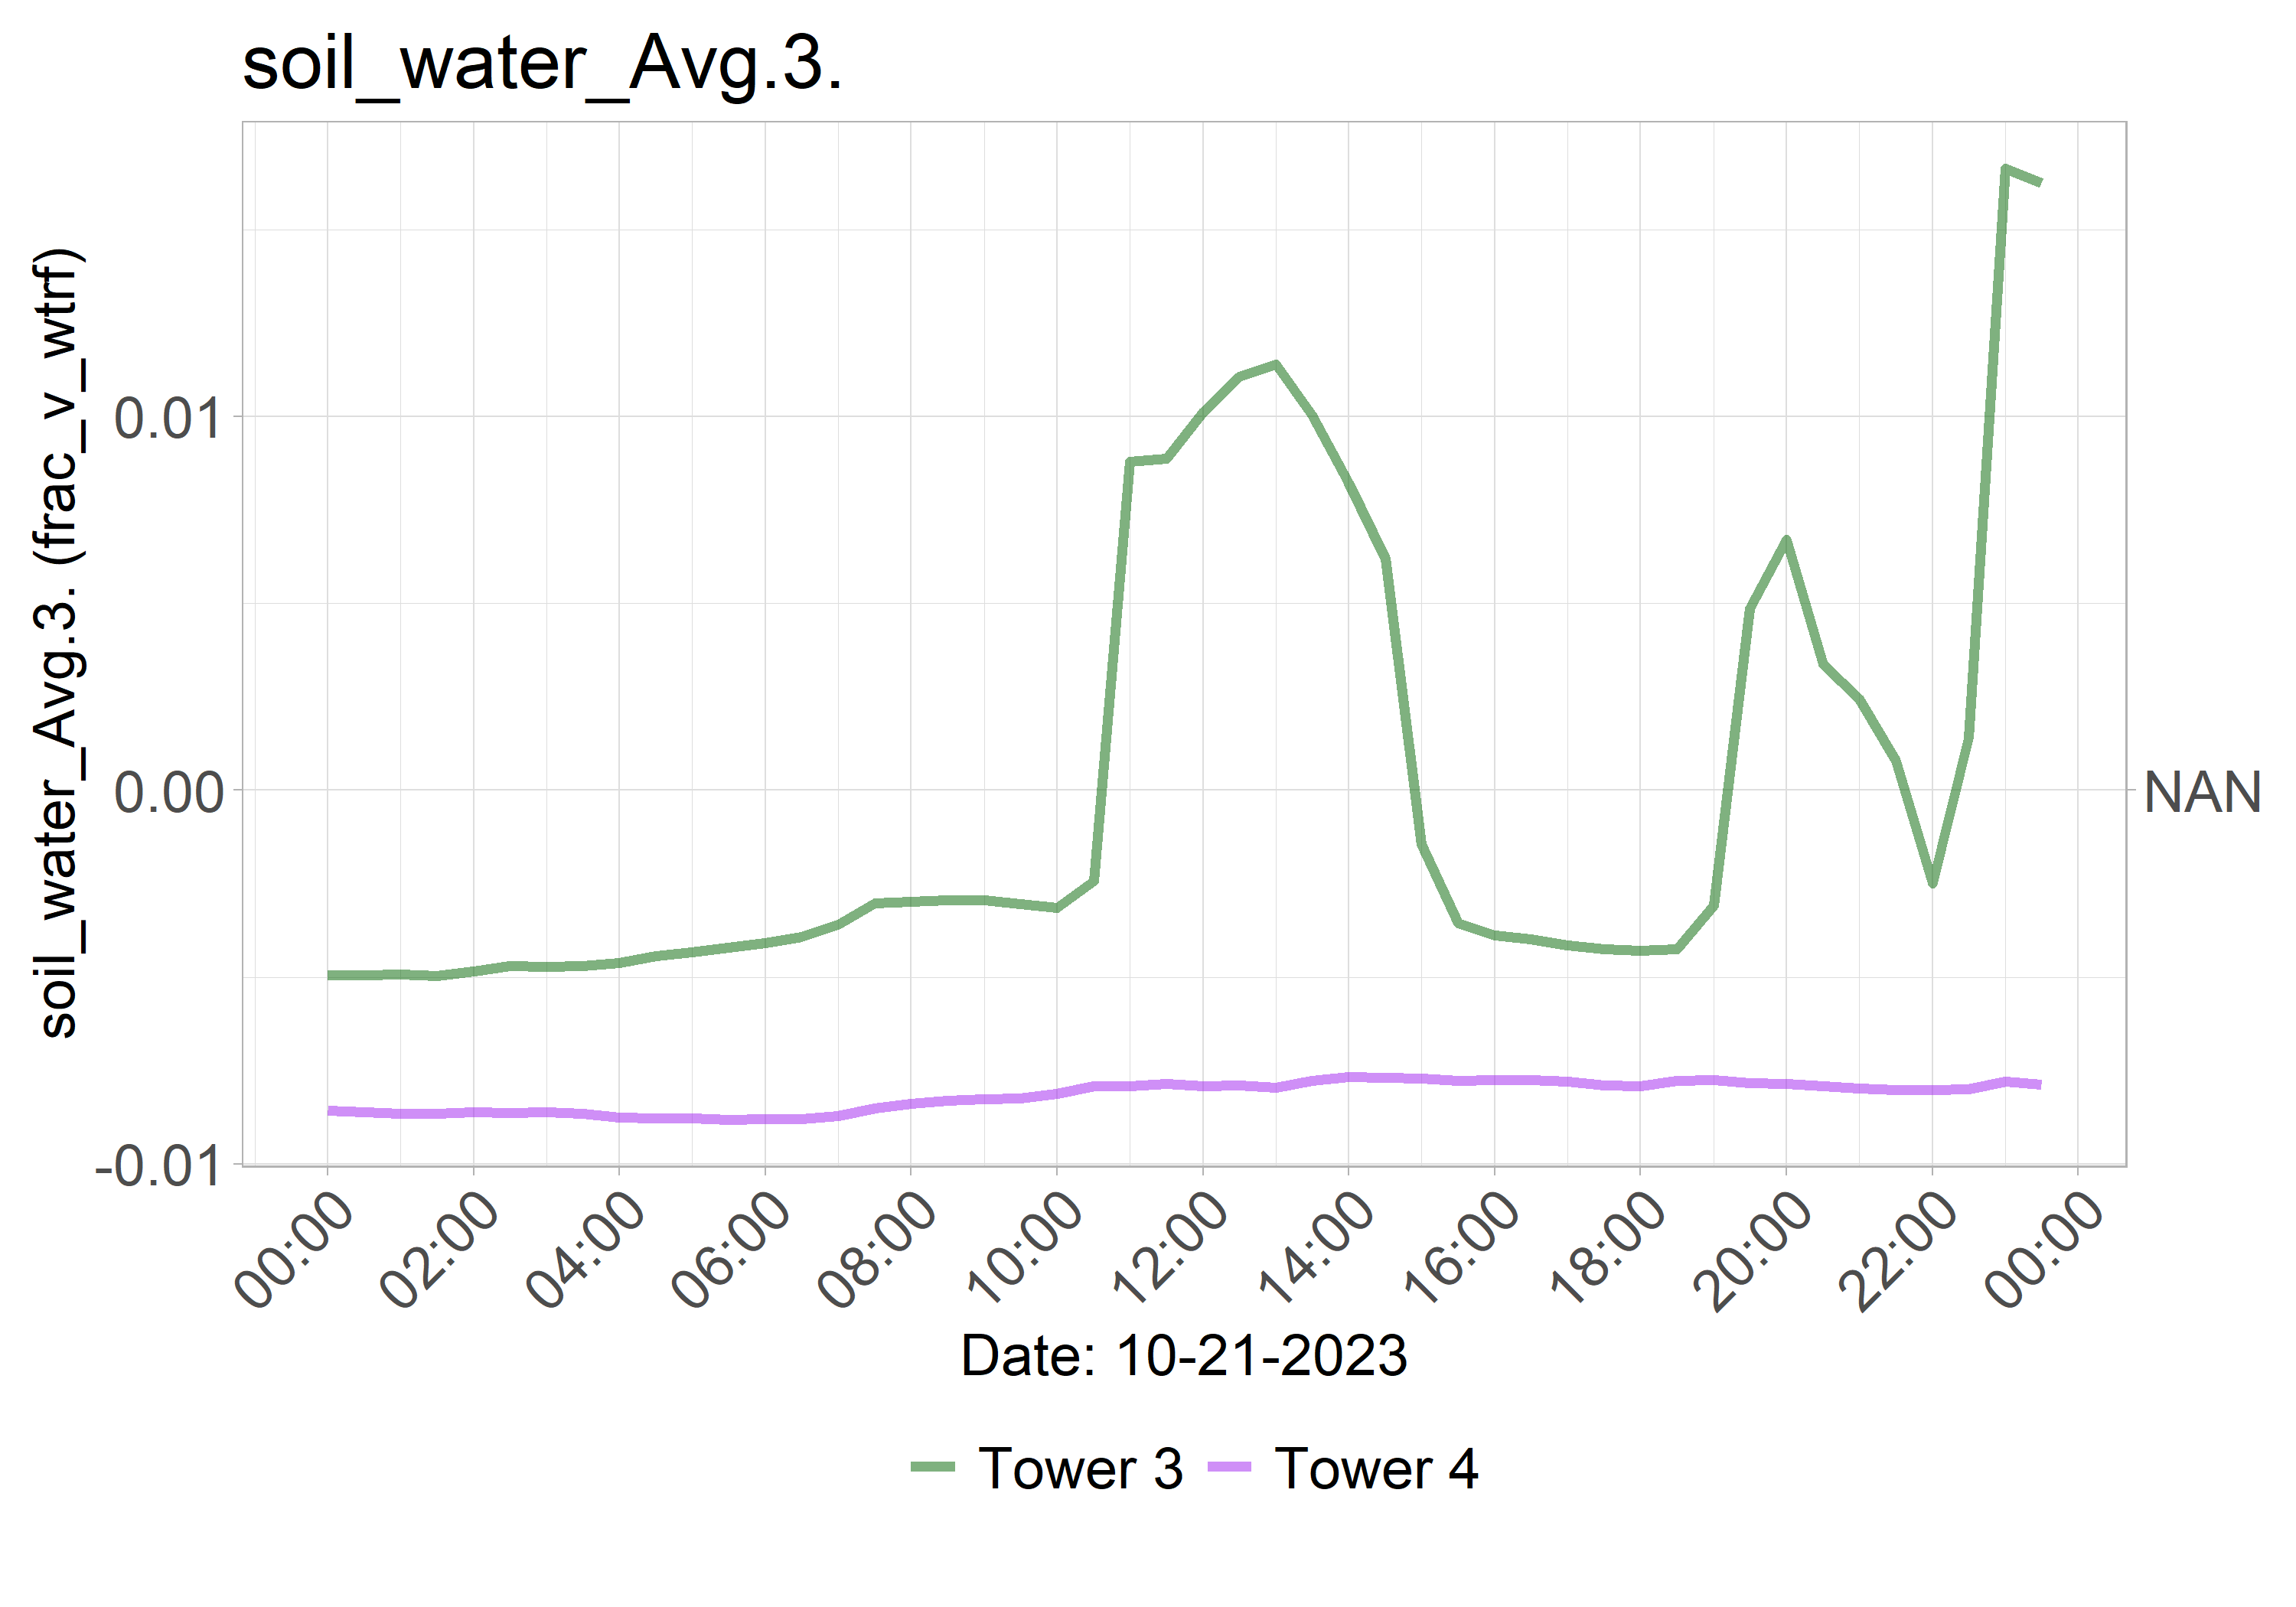 soil_water_Avg.3.
soil_water_Avg.3. (frac_v_wtrf)
0.01
0.00
-0.01
NAN
00:00 02:00 04:00 06:00 08:00 10:00 12:00 14:00 16:00 18:00 20:00 22:00 00:00
Date: 10-21-2023
Tower 3 Tower 4